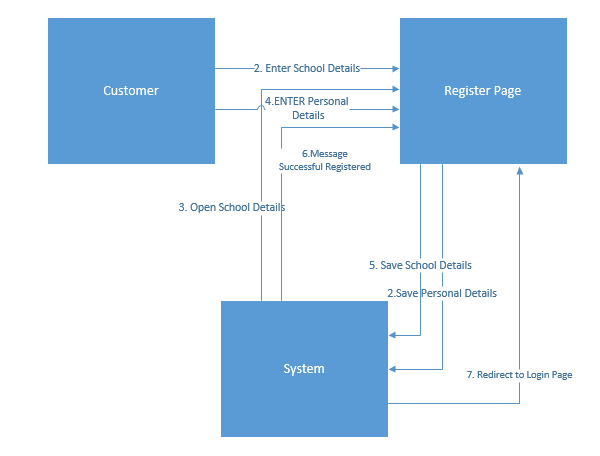 Customer
Register Page
2. Enter School Details
4.ENTER Personal
Details
6.Message
Successful Registered
3. Open School Details
5. Save School Details
2.Save Personal Details
System
7. Redirect to Login Page